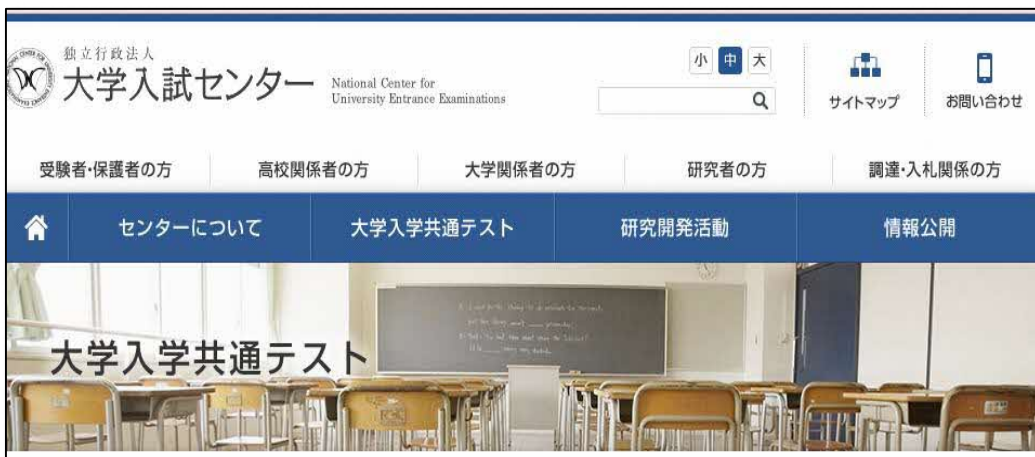 独立行政法人
大学入試センター
National Center for
University Entrance Examinations
小 中 大
サイトマップ
お問い合わせ
受験者・保護者の方
高校関係者の方
大学関係者の方
研究者の方
調達・入札関係の方
センターについて
大学入学共通テスト
研究開発活動
情報公開
大学入学共通テスト